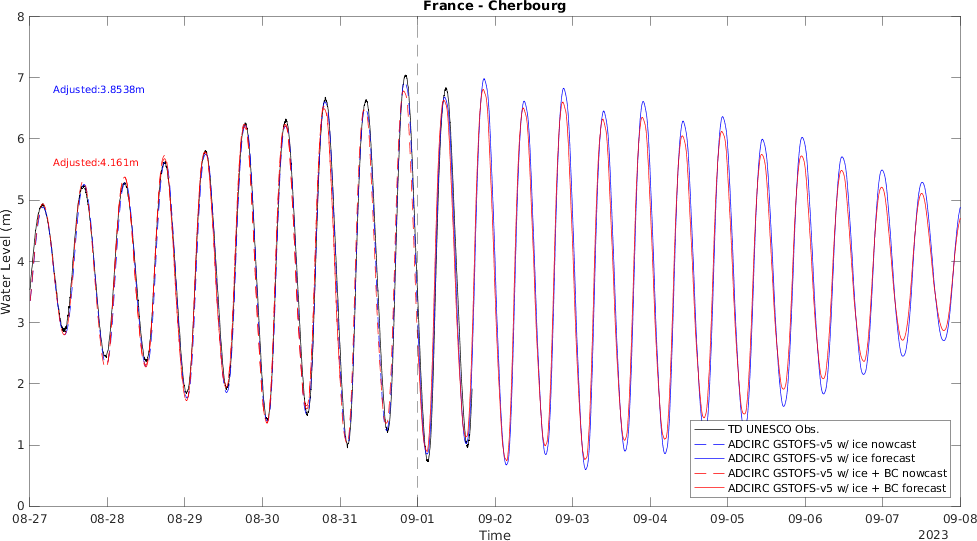 France - Cherbourg
8
7
6
5
4
3
2
1
0
Water Level (m)
Adjusted:3.8538m
Adjusted:4.161m
TD UNESCO Obs.
ADCIRC GSTOFS-v5 w/ ice nowcast
ADCIRC GSTOFS-v5 w/ ice forecast
ADCIRC GSTOFS-v5 w/ ice + BC nowcast
ADCIRC GSTOFS-v5 w/ ice + BC forecast
08-27 08-28 08-29 08-30 08-31 09-01 09-02 09-03 09-04 09-05 09-06 09-07 09-08
Time
2023